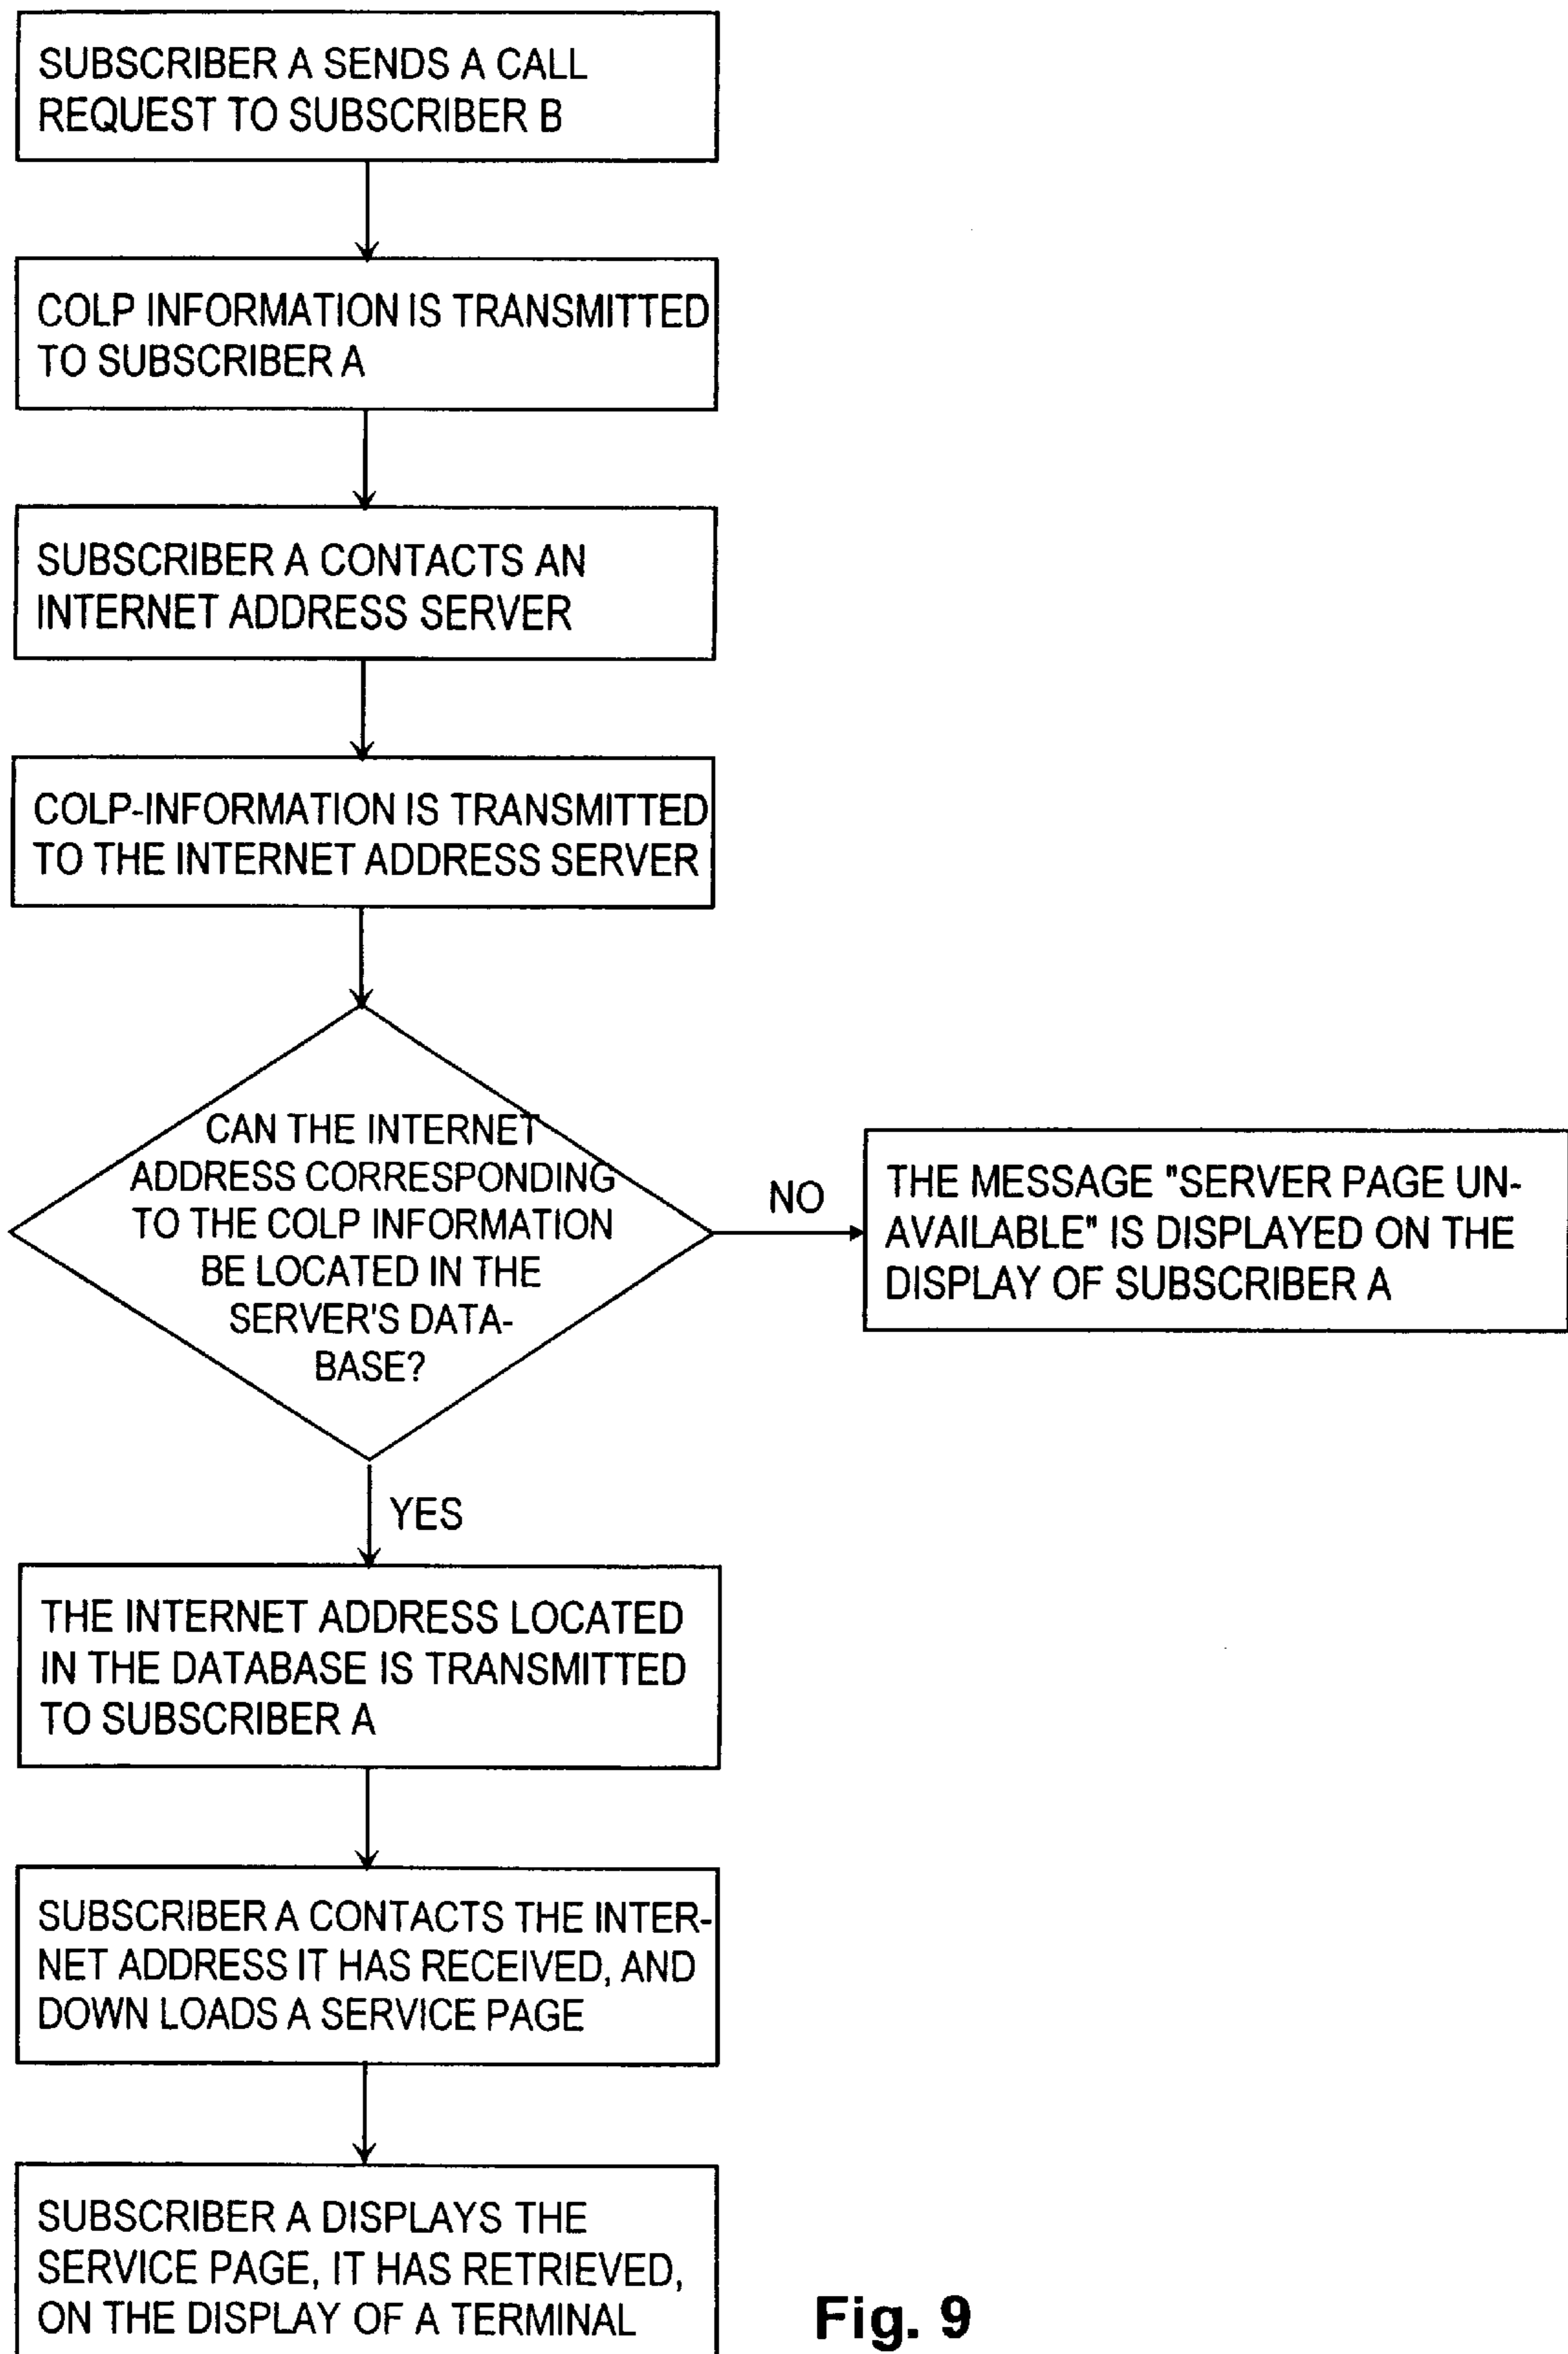 SUBSCRIBER A SENDS A CALL
REQUEST TO SUBSCRIBER B
COLP INFORMATION IS TRANSMITTED
TO SUBSCRIBER A
SUBSCRIBER A CONTACTS AN
INTERNET ADDRESS SERVER
COLP-INFORMATION IS TRANSMITTED
TO THE INTERNET ADDRESS SERVER
CAN THE INTERNET
ADDRESS CORRESPONDING
TO THE COLP INFORMATION
BE LOCATED IN THE
SERVER'S DATA-
BASE?
NO
THE MESSAGE "SERVER PAGE UN-
AVAILABLE" IS DISPLAYED ON THE
DISPLAY OF SUBSCRIBER A
YES
THE INTERNET ADDRESS LOCATED
IN THE DATABASE IS TRANSMITTED
TO SUBSCRIBER A
SUBSCRIBER A CONTACTS THE INTER-
NET ADDRESS IT HAS RECEIVED, AND
DOWN LOADS A SERVICE PAGE
SUBSCRIBER A DISPLAYS THE
SERVICE PAGE, IT HAS RETRIEVED,
ON THE DISPLAY OF A TERMINAL
Fig. 9